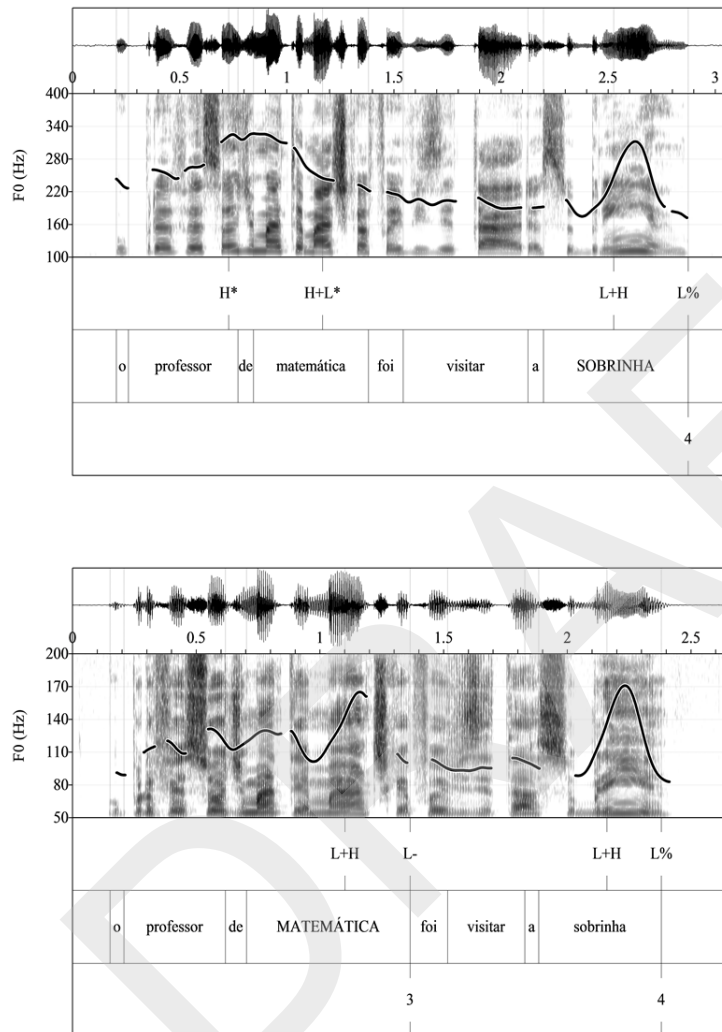 0 0.5 1 1.5 2 2.5 3
400
340
280
220
160
100
F0 (Hz)
H* H+L* L+H L%
o professor de matemática foi visitar a SOBRINHA
4
0 0.5 1 1.5 2 2.5
200
170
140
110
80
50
F0 (Hz)
L+H L- L+H L%
o professor de MATEMÁTICA foi visitar a sobrinha
3 4
DRAF